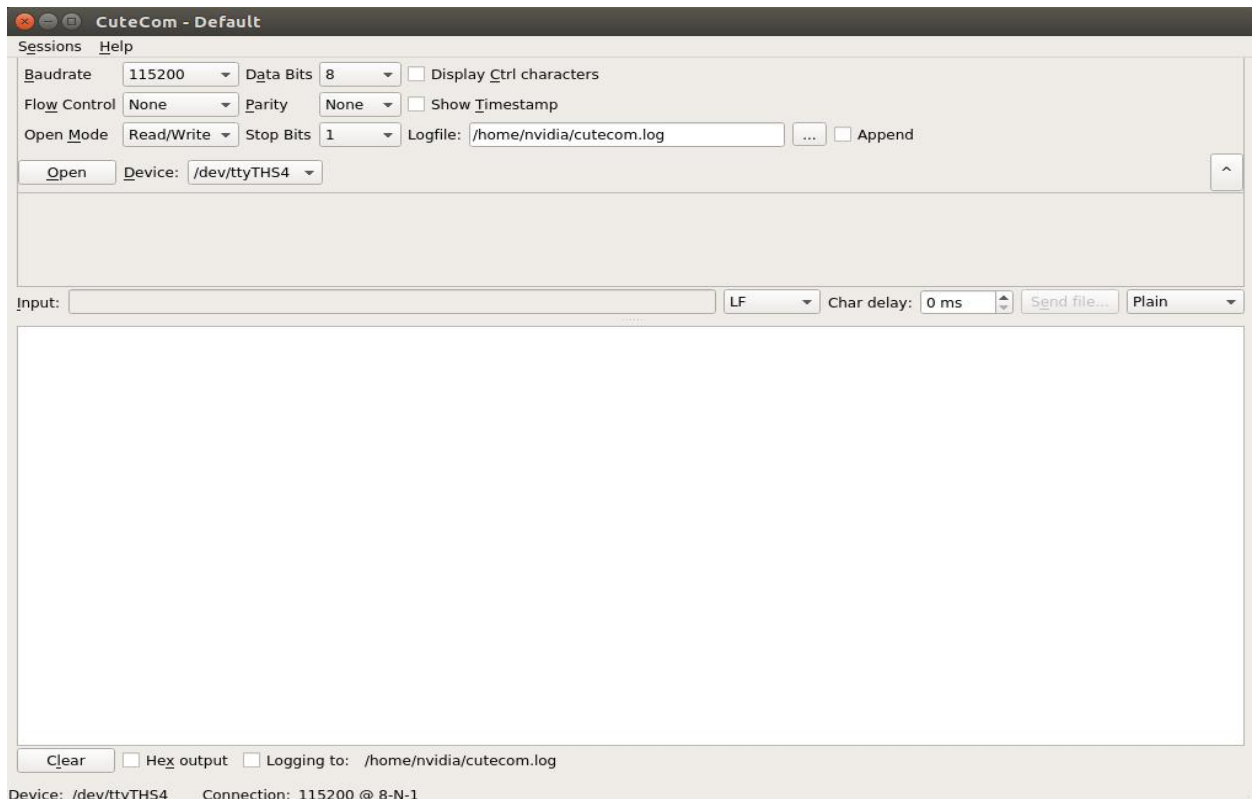 CuteCom - Default
Sessions Help
Baudrate 115200 Data Bits 8 Display Ctrl characters
Flow Control None Parity None Show Timestamp
Open Mode Read/Write Stop Bits 1 Logfile: /home/nvidia/cutecom.log ... Append
Open Device: /dev/ttyTHS4 ^
Input: LF Char delay: 0 ms Send file... Plain
Clear Hex output Logging to: /home/nvidia/cutecom.log
Device: /dev/ttyTHS4 Connection: 115200 @ 8-N-1